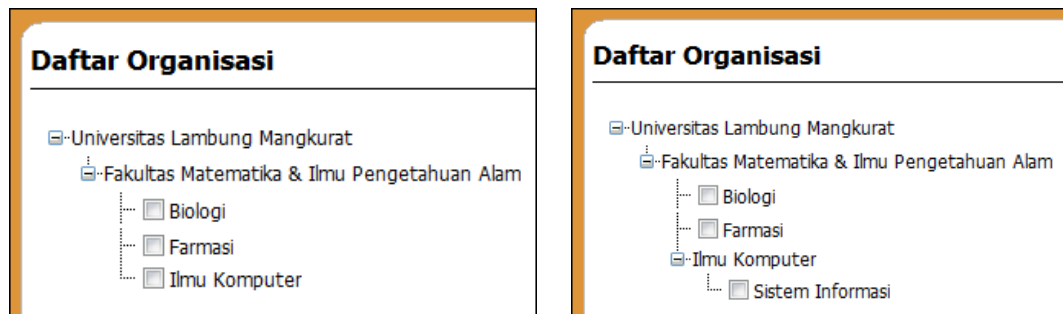 Daftar Organisasi
Universitas Lambung Mangkurat
Fakultas Matematika & Ilmu Pengetahuan Alam
Biologi
Farmasi
Ilmu Komputer
Daftar Organisasi
Universitas Lambung Mangkurat
Fakultas Matematika & Ilmu Pengetahuan Alam
Biologi
Farmasi
Ilmu Komputer
Sistem Informasi